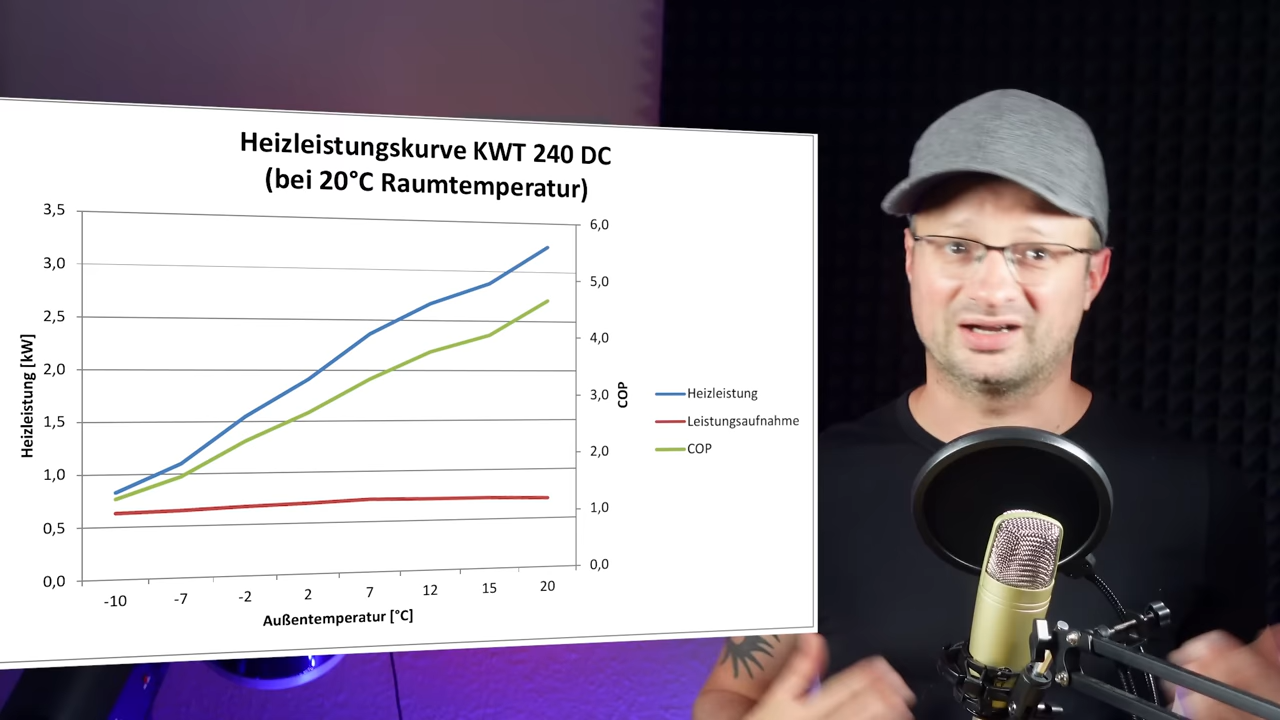 Heizleistungskurve KWT 240 DC
(bei 20°C Raumtemperatur)
3,5
3,0
2,5
2,0
1,5
1,0
0,5
0,0
Heizleistung [kW]
6,0
5,0
4,0
3,0
2,0
1,0
0,0
COP
-10 -7 -2 2 7 12 15 20
Außentemperatur [°C]
Heizleistung
Leistungsaufnahme
COP